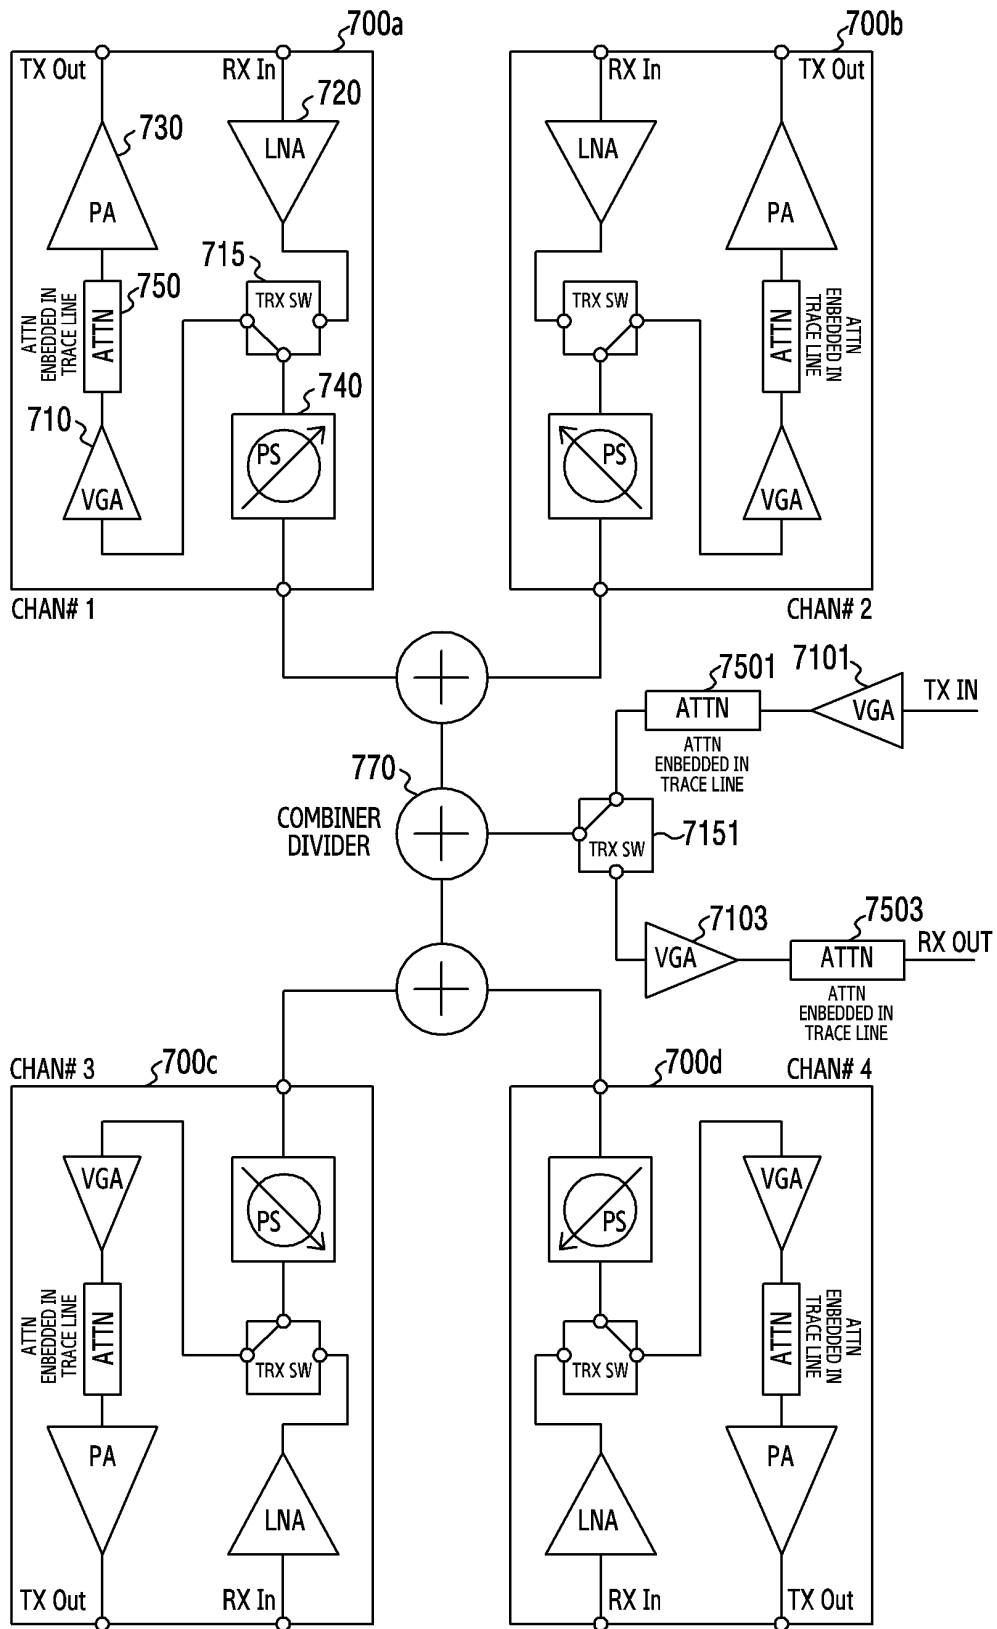 700a
700b
TX Out
RX In
RX In
TX Out
720
730
LNA
LNA
PA
PA
715
750
TRX SW
TRX SW
ATTN
ENBEDDED IN
TRACE LINE
ATTN
ATTN
ATTN
ENBEDDED IN
TRACE LINE
740
710
PS
PS
VGA
VGA
CHAN# 1
CHAN# 2
7501
7101
ATTN
VGA
TX IN
ATTN
ENBEDDED IN
TRACE LINE
770
COMBINER
DIVIDER
TRX SW
7151
7103
7503
VGA
ATTN
RX OUT
ATTN
ENBEDDED IN
TRACE LINE
CHAN# 3
700c
700d
CHAN# 4
VGA
PS
PS
VGA
ATTN
ENBEDDED IN
TRACE LINE
ATTN
TRX SW
TRX SW
ATTN
ATTN
ENBEDDED IN
TRACE LINE
PA
LNA
LNA
PA
TX Out
RX In
RX In
TX Out